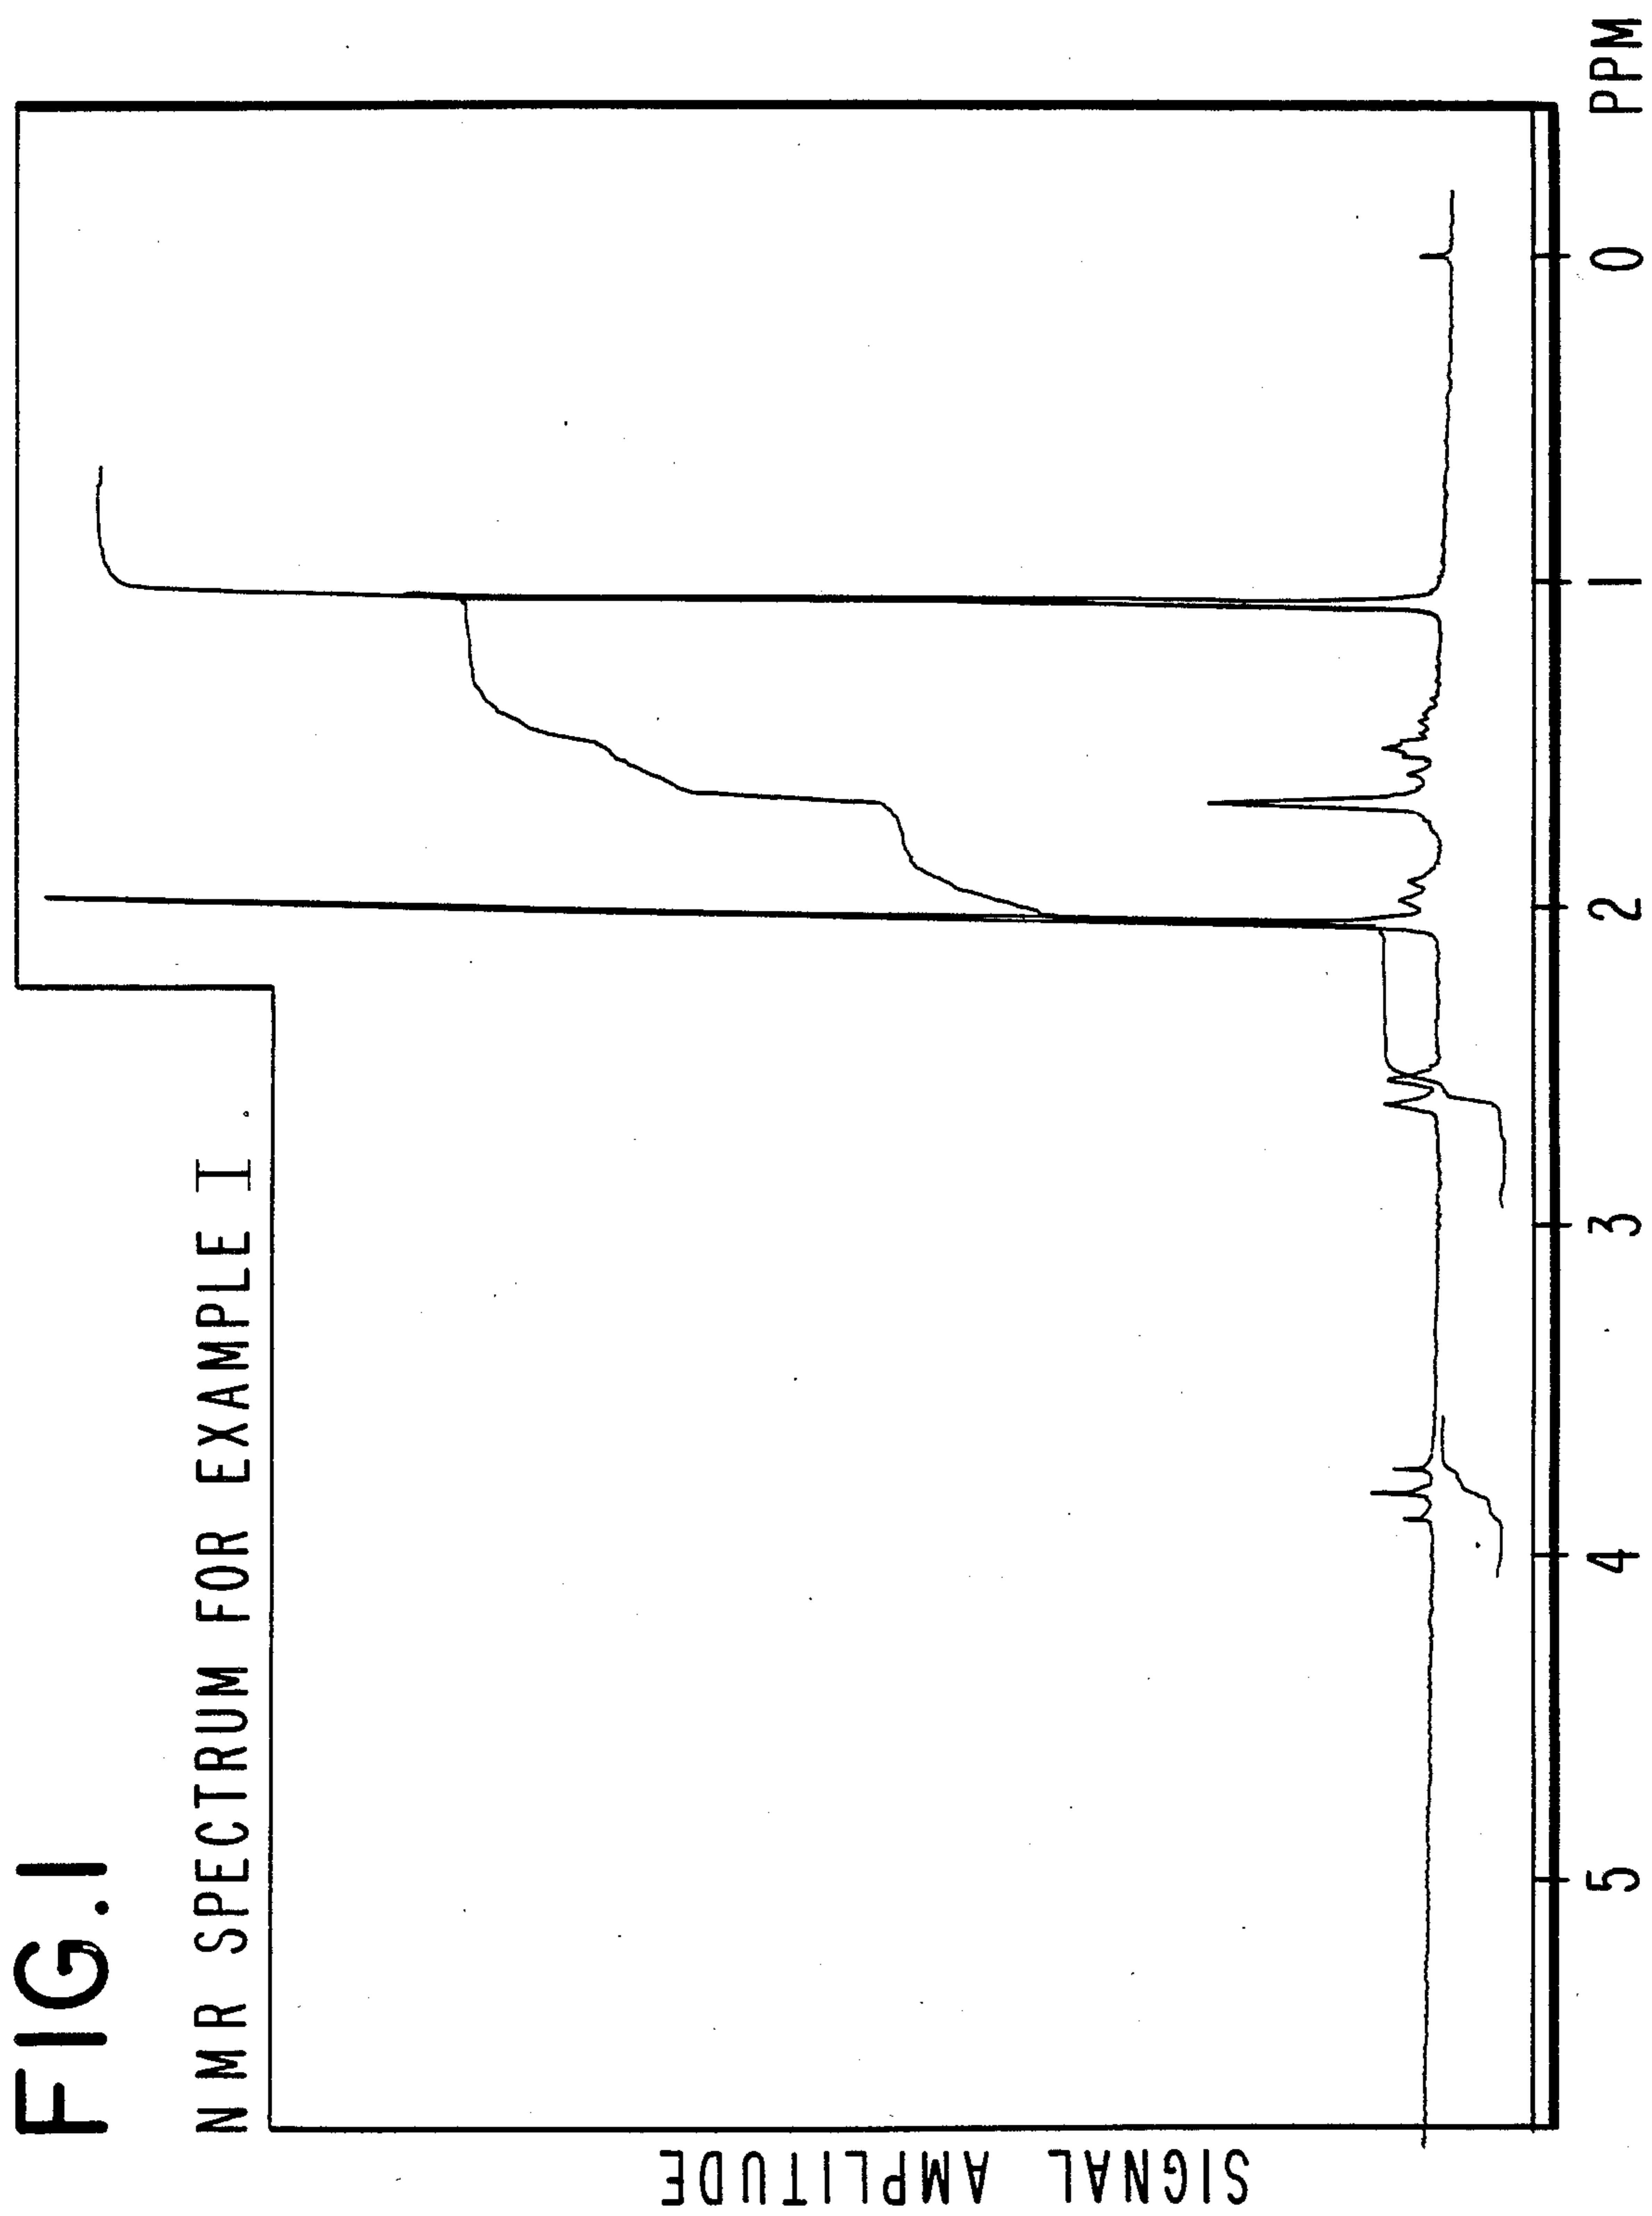 FIG.1
NMR SPECTRUM FOR EXAMPLE I
SIGNAL AMPLITUDE
5 4 3 2 1 0 PPM